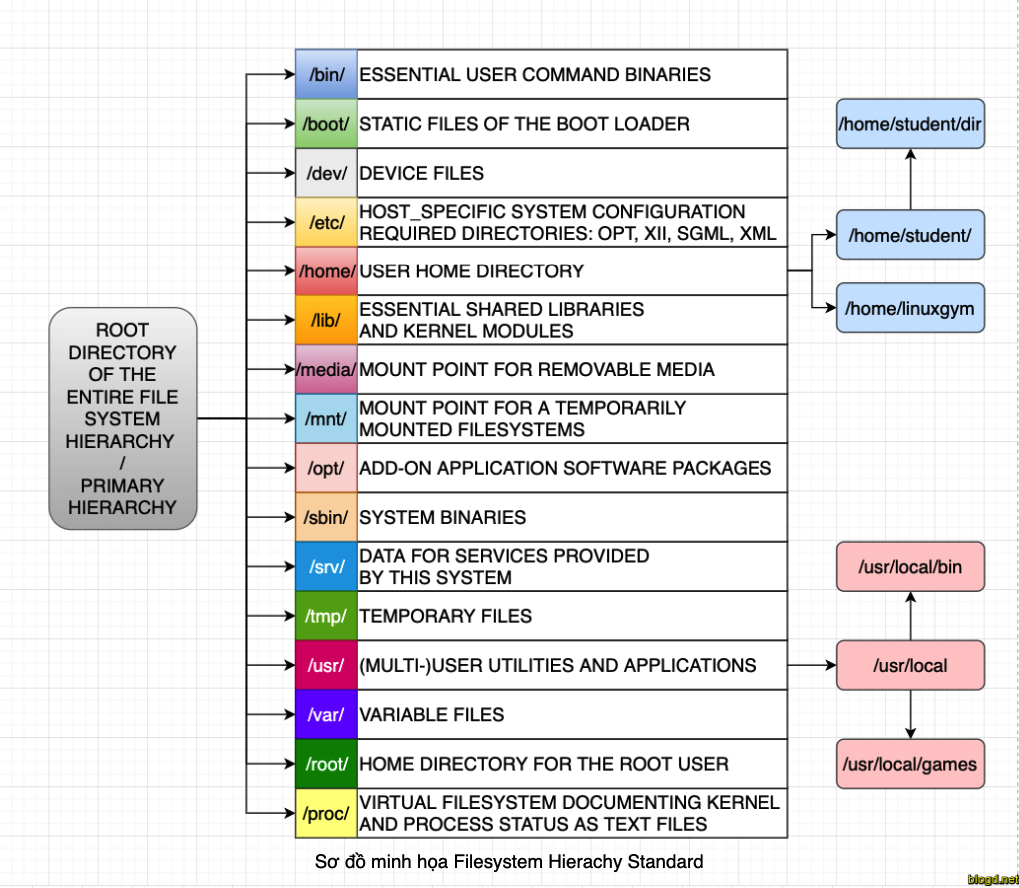 ROOT
DIRECTORY
OF THE
ENTIRE FILE
SYSTEM
HIERARCHY
/
PRIMARY
HIERARCHY
/bin/ ESSENTIAL USER COMMAND BINARIES
/boot/ STATIC FILES OF THE BOOT LOADER
/dev/ DEVICE FILES
/etc/ HOST_SPECIFIC SYSTEM CONFIGURATION
REQUIRED DIRECTORIES: OPT, XII, SGML, XML
/home/ USER HOME DIRECTORY
/lib/ ESSENTIAL SHARED LIBRARIES
AND KERNEL MODULES
/media/ MOUNT POINT FOR REMOVABLE MEDIA
/mnt/ MOUNT POINT FOR A TEMPORARILY
MOUNTED FILESYSTEMS
/opt/ ADD-ON APPLICATION SOFTWARE PACKAGES
/sbin/ SYSTEM BINARIES
/srv/ DATA FOR SERVICES PROVIDED
BY THIS SYSTEM
/tmp/ TEMPORARY FILES
/usr/ (MULTI-)USER UTILITIES AND APPLICATIONS
/var/ VARIABLE FILES
/root/ HOME DIRECTORY FOR THE ROOT USER
/proc/ VIRTUAL FILESYSTEM DOCUMENTING KERNEL
AND PROCESS STATUS AS TEXT FILES
/home/student/dir
/home/student/
/home/linuxgym
/usr/local/bin
/usr/local
/usr/local/games
Sơ đồ minh họa Filesystem Hierachy Standard
blogd.net